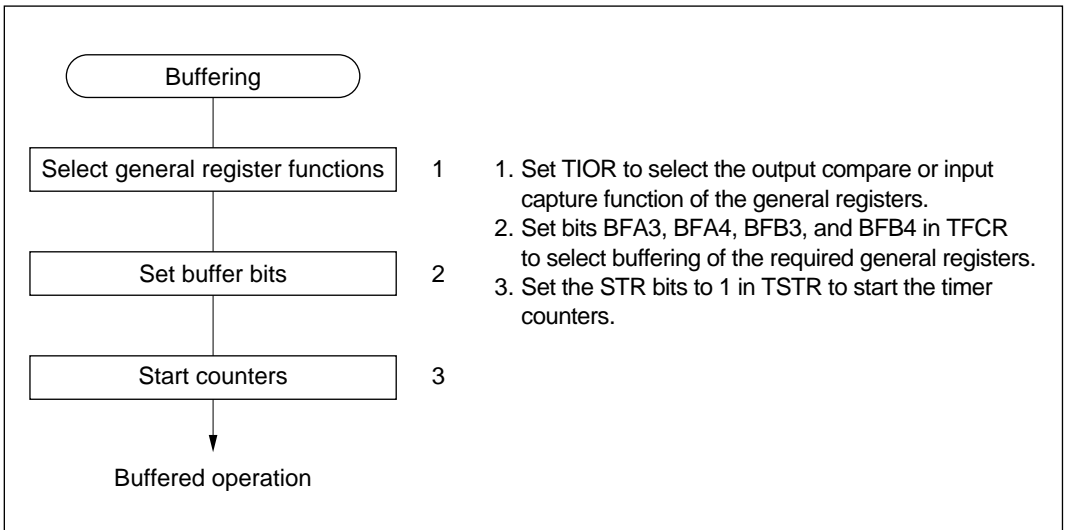 Buffering
Select general register functions 1
Set buffer bits 2
Start counters 3
Buffered operation
1. Set TIOR to select the output compare or input
capture function of the general registers.
2. Set bits BFA3, BFA4, BFB3, and BFB4 in TFCR
to select buffering of the required general registers.
3. Set the STR bits to 1 in TSTR to start the timer
counters.